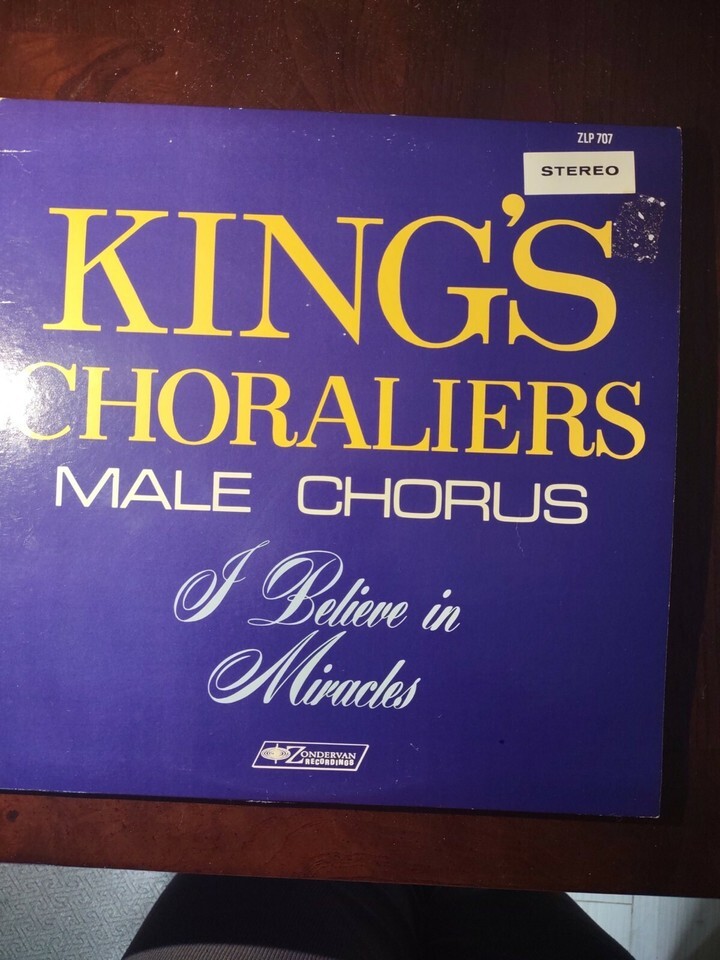 ZLP 707
STEREO
KING'S
CHORALIERS
MALE CHORUS
I Believe in
Miracles
ZONDERVAN
RECORDINGS